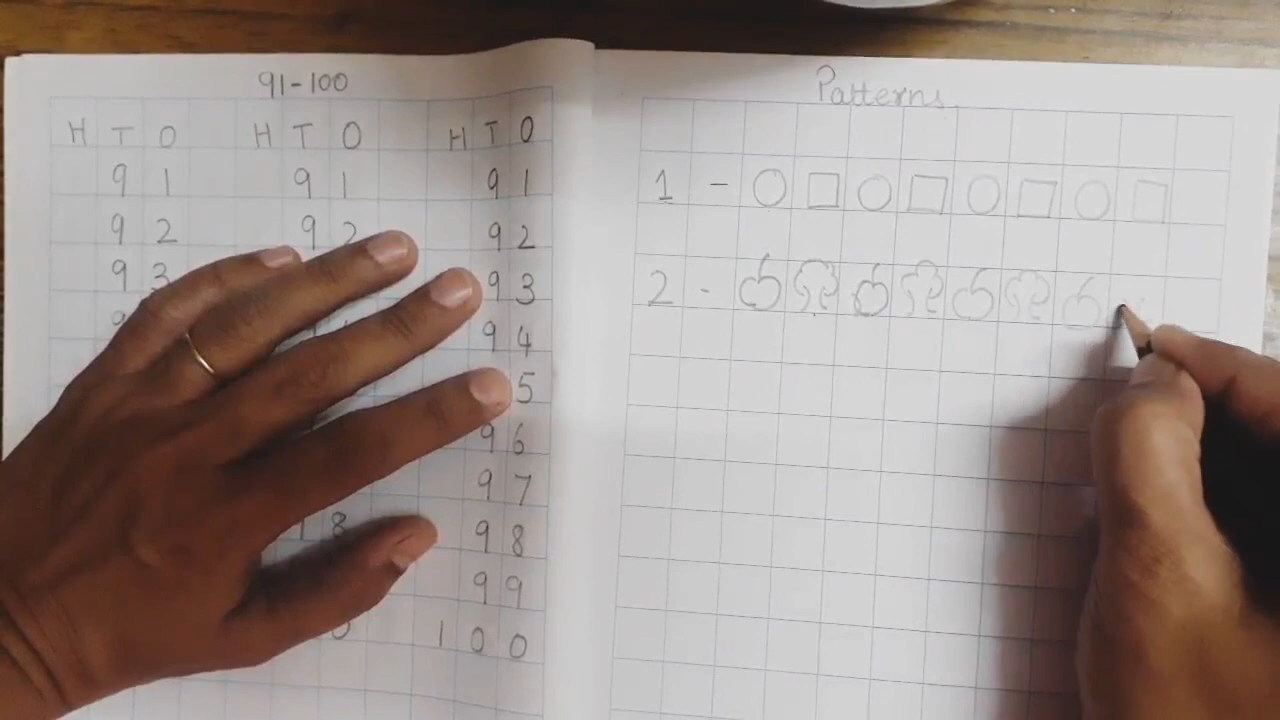 91-100
H T O H T O H T O
9 1 9 1 9 1
9 2 9 2 9 2
9 3 9 3
9 4
5
9 6
9 7
8 9 8
9 9
1 0 0
Patterns
1 -
2 -